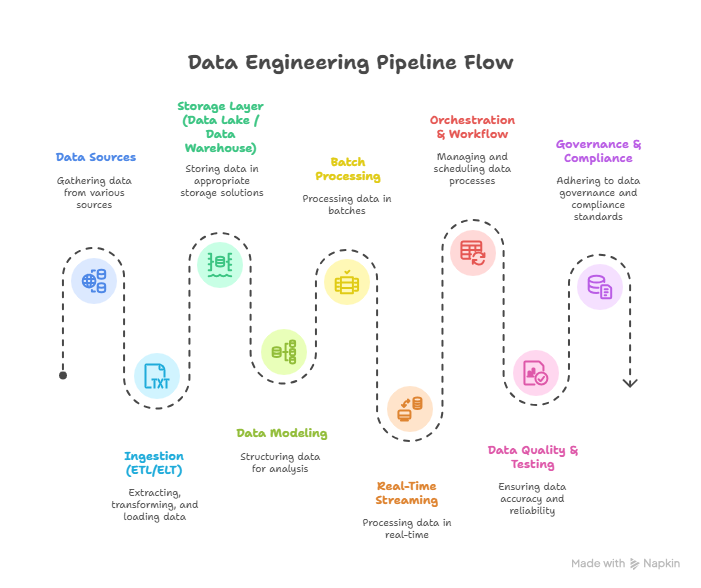 Data Engineering Pipeline Flow
Data Sources
Gathering data
from various
sources
TXT
Ingestion
(ETL/ELT)
Extracting,
transforming, and
loading data
Storage Layer
(Data Lake /
Data
Warehouse)
Storing data in
appropriate
storage solutions
Data Modeling
Structuring data
for analysis
Batch
Processing
Processing data in
batches
Real-Time
Streaming
Processing data in
real-time
Orchestration
& Workflow
Managing and
scheduling data
processes
Data Quality &
Testing
Ensuring data
accuracy and
reliability
Governance &
Compliance
Adhering to data
governance and
compliance
standards
Made with Napkin